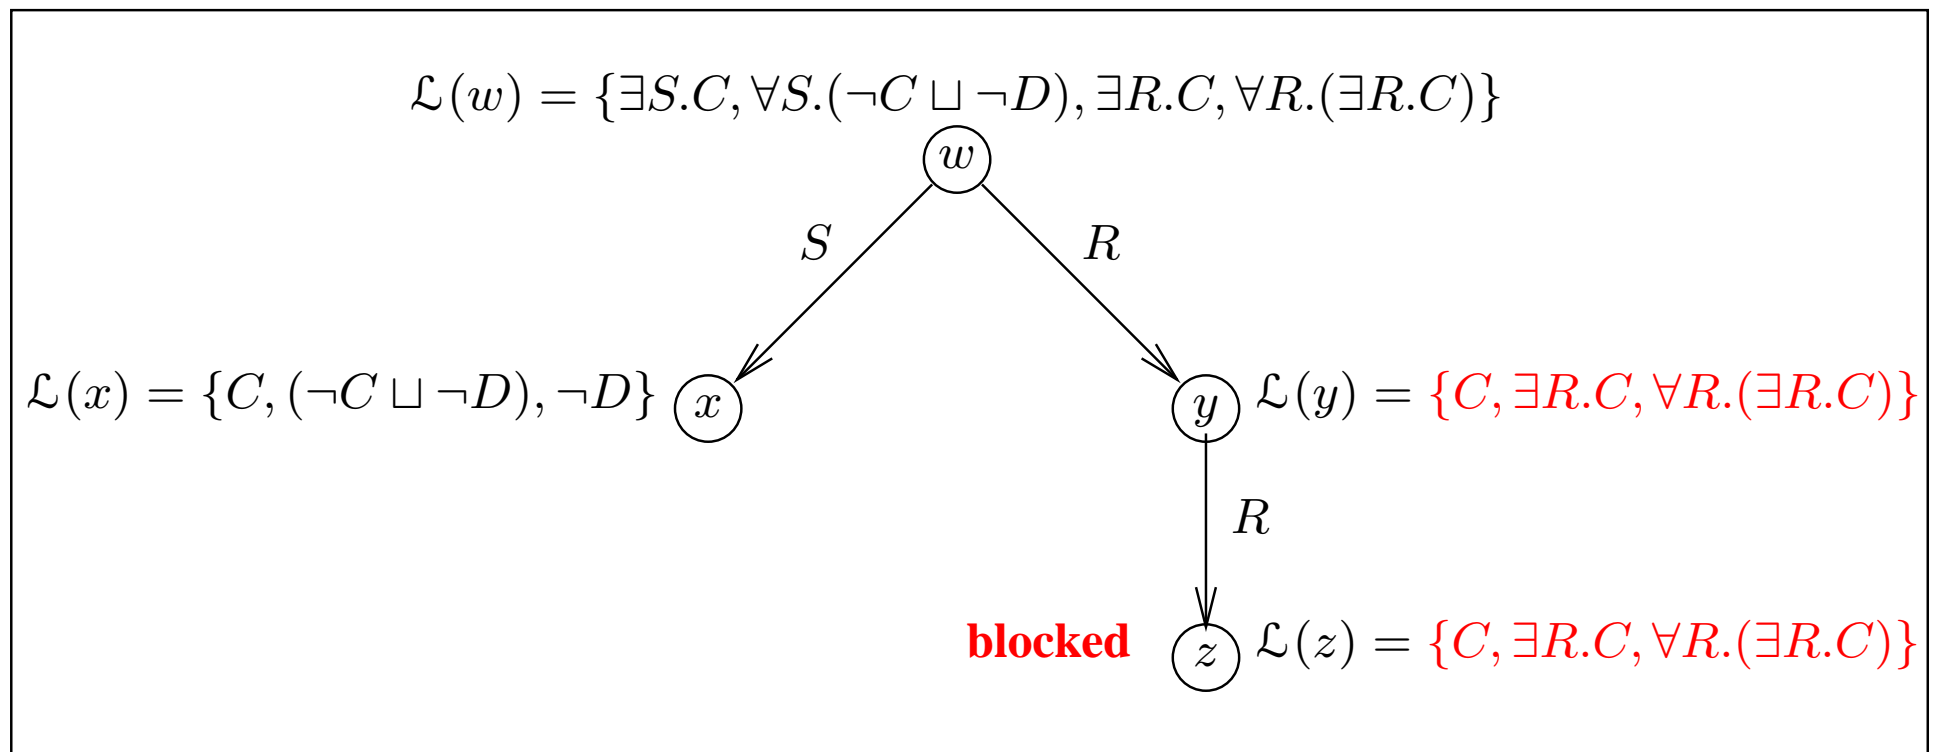 ℒ(w) = {∃S.C, ∀S.(¬C ⊔ ¬D), ∃R.C, ∀R.(∃R.C)}
w
S
R
ℒ(x) = {C, (¬C ⊔ ¬D), ¬D}
x
y
ℒ(y) = {C, ∃R.C, ∀R.(∃R.C)}
R
blocked
z
ℒ(z) = {C, ∃R.C, ∀R.(∃R.C)}